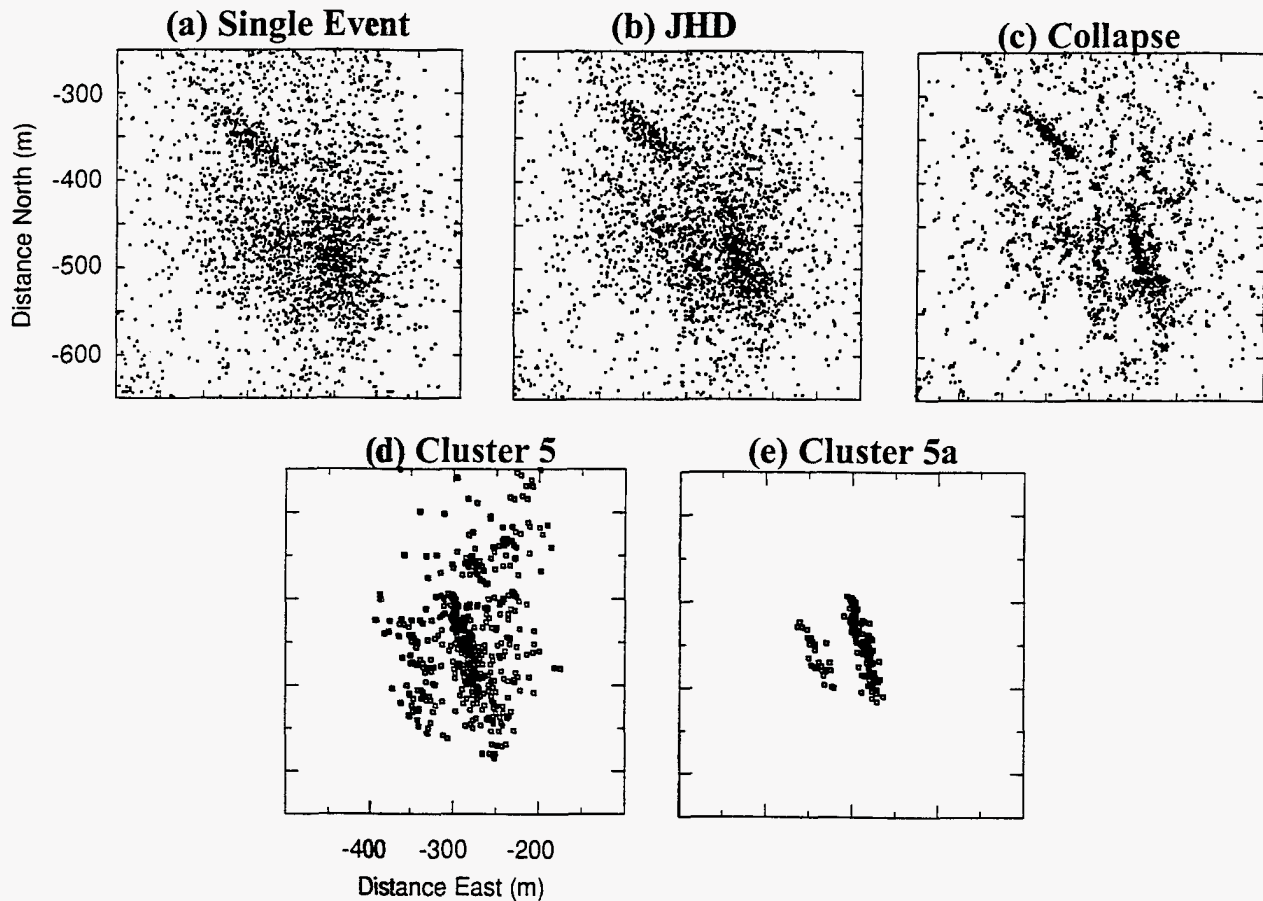 (a) Single Event
(b) JHD
(c) Collapse
-300
-400
-500
-600
Distance North (m)
(d) Cluster 5
(e) Cluster 5a
-400
-300
-200
Distance East (m)